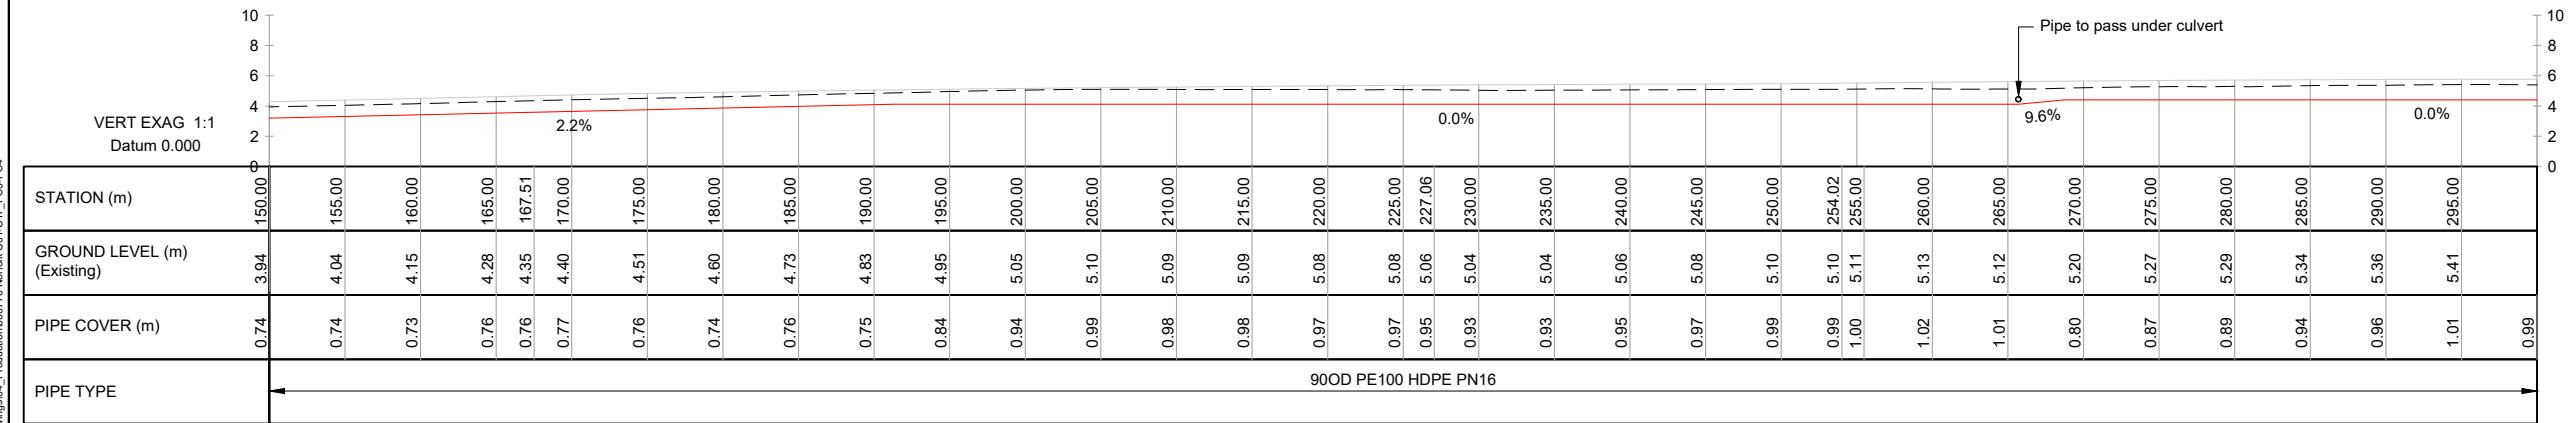 10
8
6
4
2
0
VERT EXAG 1:1
Datum 0.000
2.2%
0.0%
Pipe to pass under culvert
9.6%
0.0%
10
8
6
4
2
0
STATION (m) 150.00 155.00 160.00 165.00 167.51 170.00 175.00 180.00 185.00 190.00 195.00 200.00 205.00 210.00 215.00 220.00 225.00 227.06 230.00 235.00 240.00 245.00 250.00 254.02 255.00 260.00 265.00 270.00 275.00 280.00 285.00 290.00 295.00
GROUND LEVEL (m)
(Existing) 3.94 4.04 4.15 4.28 4.35 4.40 4.51 4.60 4.73 4.83 4.95 5.05 5.10 5.09 5.09 5.08 5.08 5.06 5.04 5.04 5.06 5.08 5.10 5.10 5.11 5.13 5.12 5.20 5.27 5.29 5.34 5.36 5.41
PIPE COVER (m) 0.74 0.74 0.73 0.76 0.76 0.77 0.76 0.74 0.76 0.75 0.84 0.94 0.99 0.98 0.98 0.97 0.97 0.95 0.93 0.93 0.95 0.97 0.99 0.99 1.00 1.02 1.01 0.80 0.87 0.89 0.94 0.96 1.01 0.99
PIPE TYPE 90OD PE100 HDPE PN16